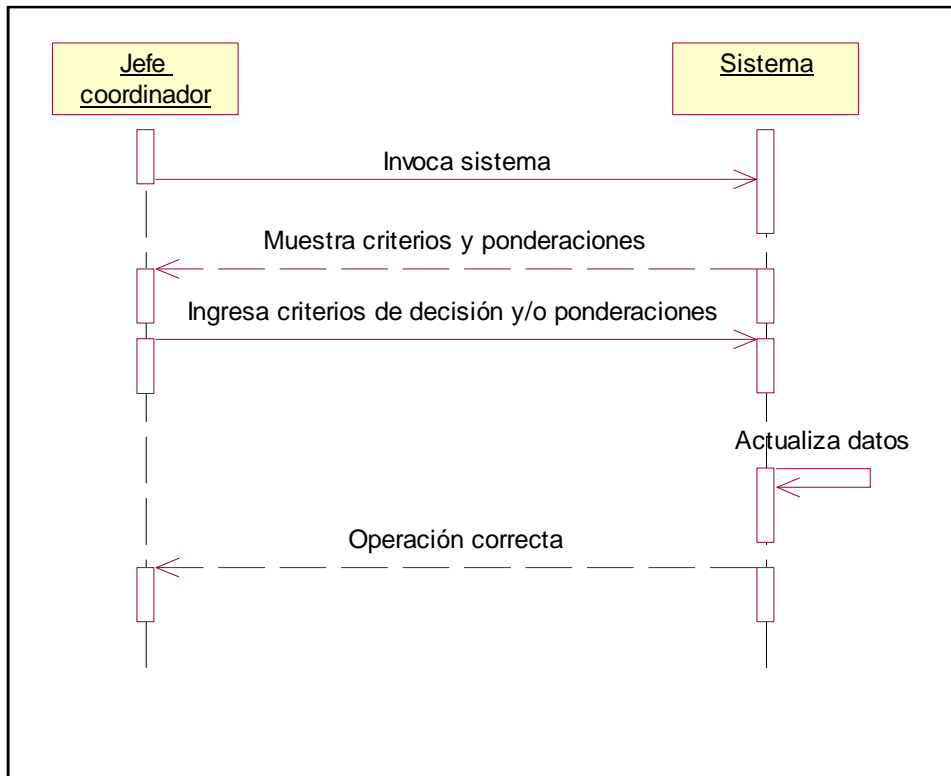 Jefe
coordinador
Sistema
Invoca sistema
Muestra criterios y ponderaciones
Ingresa criterios de decisión y/o ponderaciones
Actualiza datos
Operación correcta